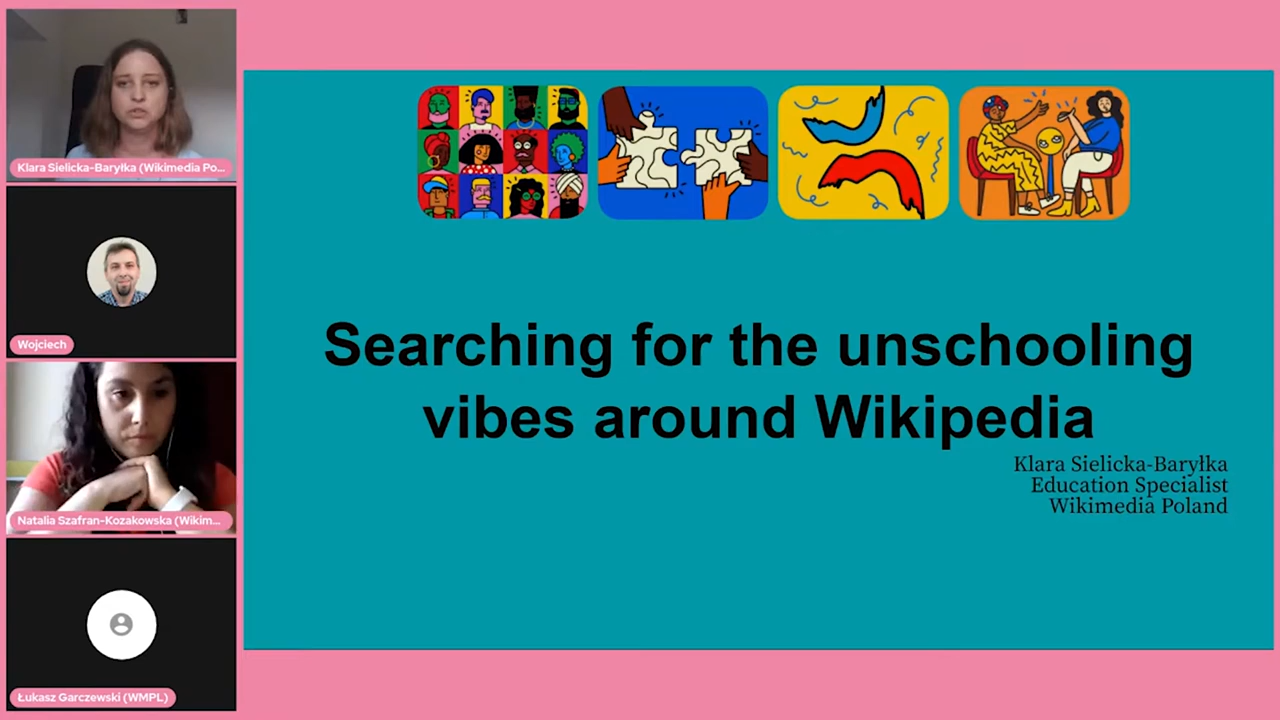 Klara Sielicka-Baryłka (Wikimedia Po...
Wojciech
Natalia Szafran-Kozakowska (Wikim...
Łukasz Garczewski (WMPL)
Searching for the unschooling
vibes around Wikipedia
Klara Sielicka-Baryłka
Education Specialist
Wikimedia Poland